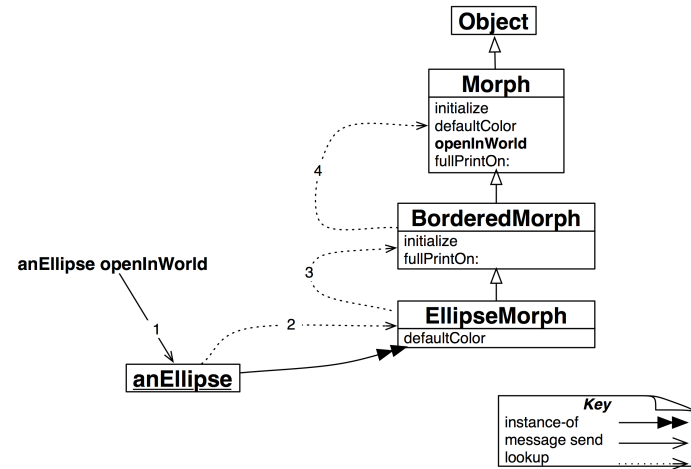 Object
Morph
initialize
defaultColor
openInWorld
fullPrintOn:
4
BorderedMorph
initialize
fullPrintOn:
anEllipse openInWorld
3
EllipseMorph
defaultColor
1
2
anEllipse
Key
instance-of
message send
lookup